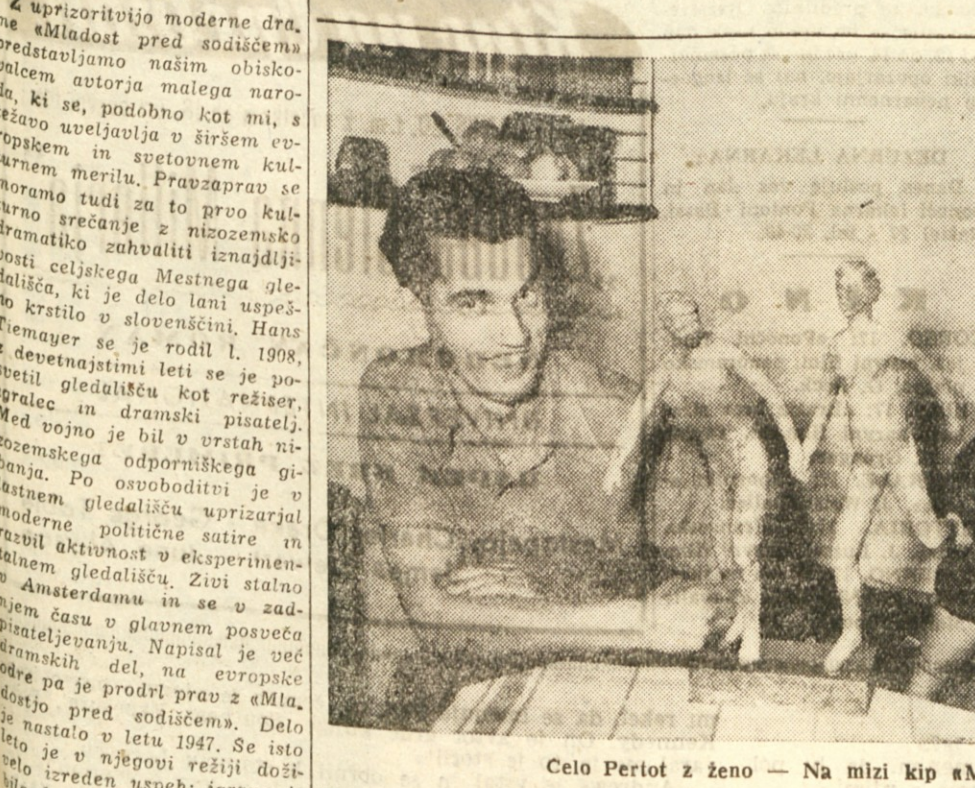 Z uprizoritvijo moderne dra.
ne «Mladost pred sodiščem»
predstavljamo našim obisko-
valcem avtorja malega naro-
da, ki se, podobno kot mi, s
težavo uveljavlja v širšem ev-
ropskem in svetovnem kul-
turnem merilu. Pravzaprav se
moramo tudi za to prvo kul-
turno srečanje z nizozemsko
dramatiko zahvaliti iznajdlji-
vosti celjskega Mestnega gle-
dališča, ki je delo lani uspeš-
no krstilo v slovenščini. Hans
Tiemayer se je rodil l. 1908,
z devetnajstimi leti se je po-
svetil gledališču kot režiser,
igralec in dramski pisatelj.
Med vojno je bil v vrstah ni-
zozemskega odporniškega gi-
banja. Po osvoboditvi je v
lastnem gledališču uprizarjal
moderne politične satire in
razvil aktivnost v eksperimen-
talnem gledališču. Zivi stalno
v Amsterdamu in se v zad-
njem času v glavnem posveča
pisateljevanju. Napisal je več
dramskih del, na evropske
odre pa je prodrl prav z «Mla.
dostjo pred sodiščem». Delo
je nastalo v letu 1947. Se isto
leto je v njegovi režiji doži-
velo izreden uspeh:
Celo Pertot z ženo — Na mizi kip «M